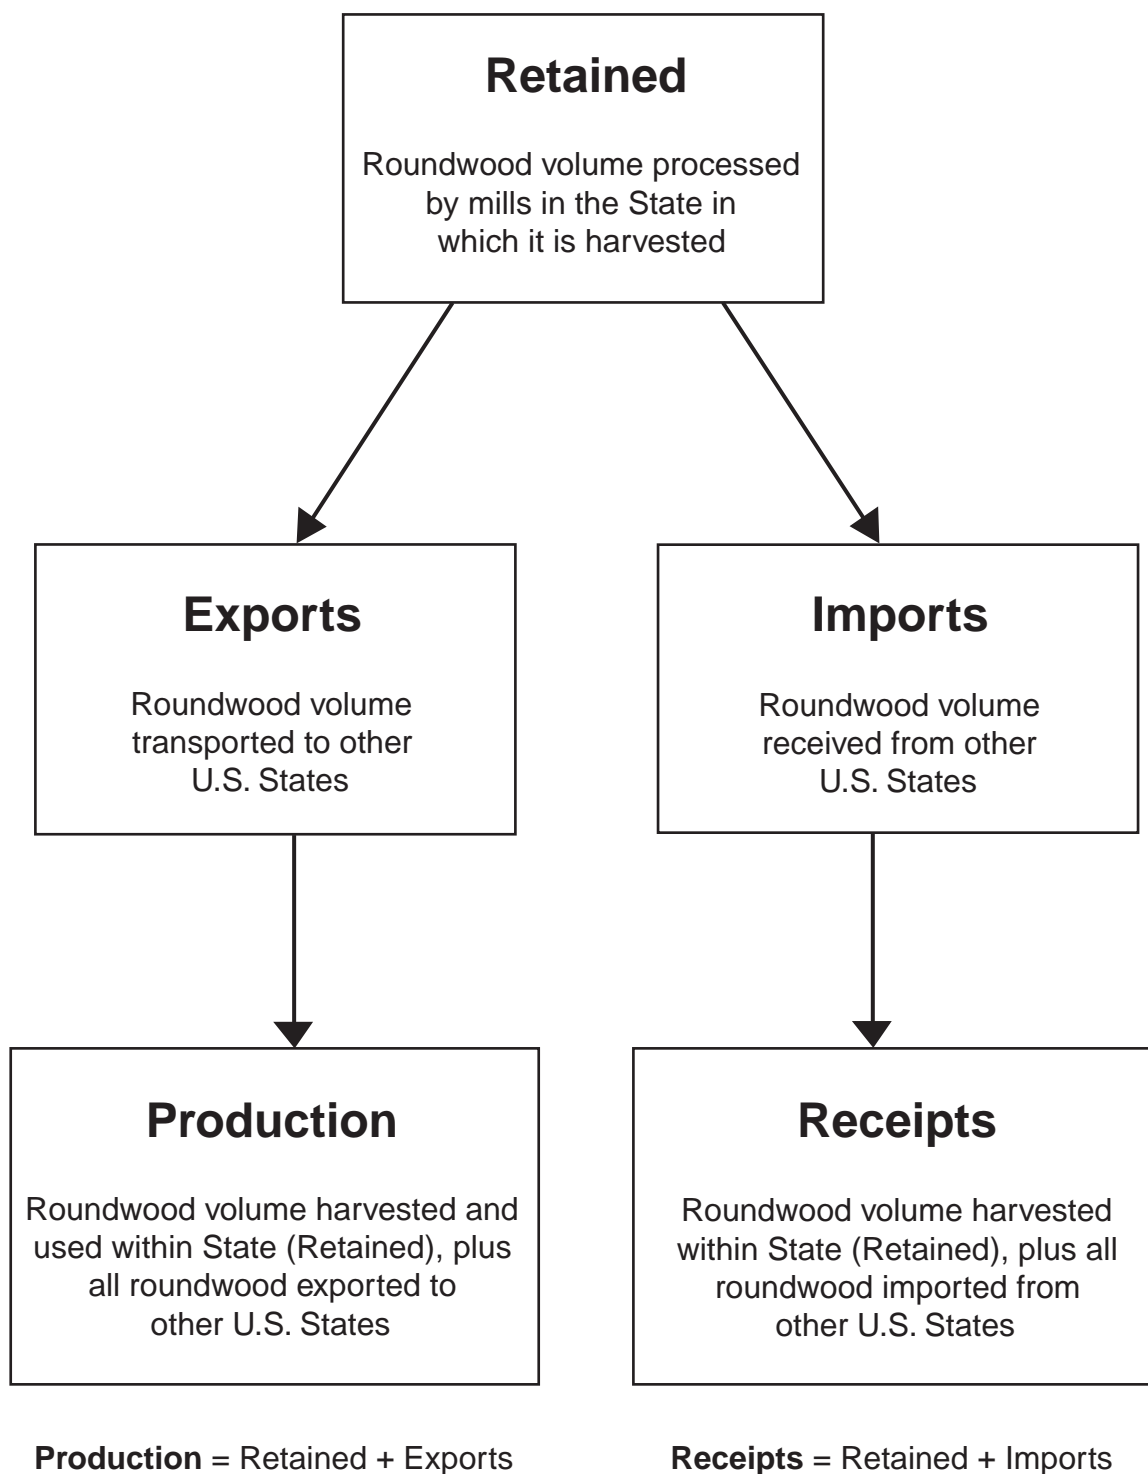 Retained
Roundwood volume processed
by mills in the State in
which it is harvested
Exports
Roundwood volume
transported to other
U.S. States
Imports
Roundwood volume
received from other
U.S. States
Production
Roundwood volume harvested and
used within State (Retained), plus
all roundwood exported to
other U.S. States
Receipts
Roundwood volume harvested
within State (Retained), plus all
roundwood imported from
other U.S. States
Production = Retained + Exports
Receipts = Retained + Imports